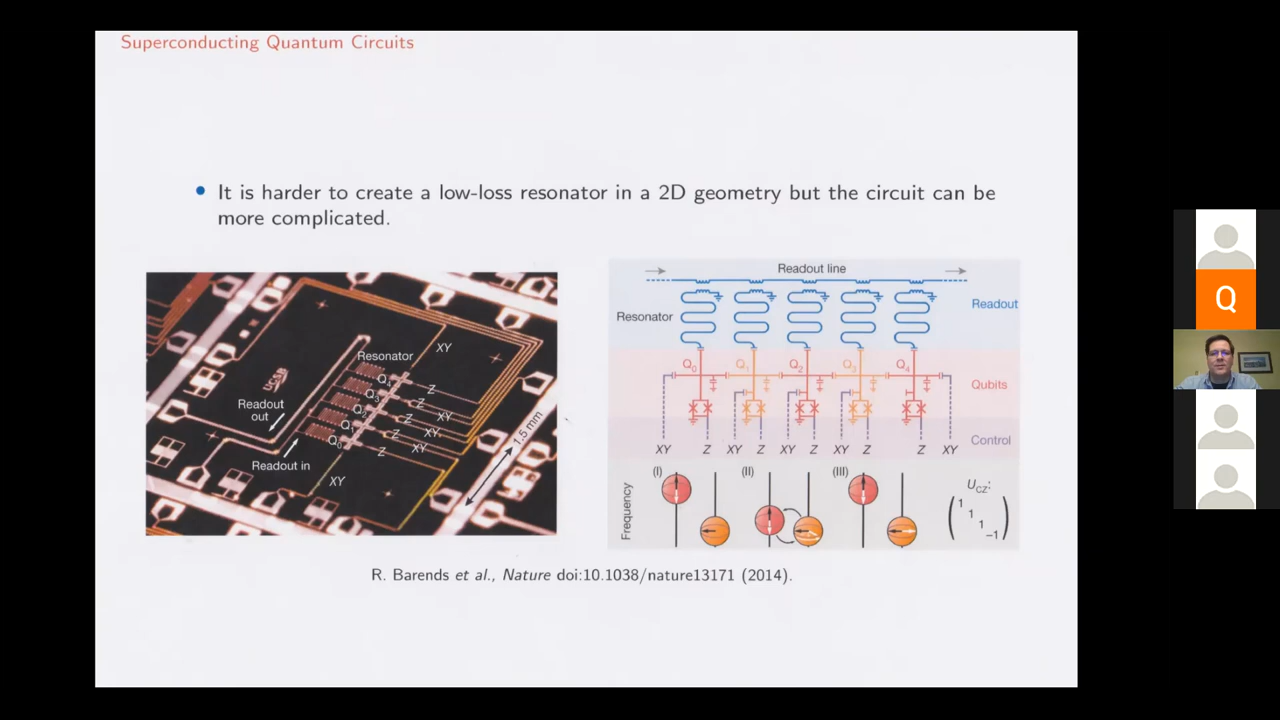 Superconducting Quantum Circuits
• It is harder to create a low-loss resonator in a 2D geometry but the circuit can be
more complicated.
XY
Resonator
Q4
Z
Q3
Z
Q2
XY
Readout
out
UCSB
Q1
Z
XY
Q0
Z
XY
Readout in
XY
1.5 mm
Readout line
Resonator
Readout
Q0 Q1 Q2 Q3 Q4
Qubits
Control
XY Z XY Z XY Z XY Z Z XY
(I) (II) (III)
Frequency
UCZ:
1
1
1
−1
R. Barends et al., Nature doi:10.1038/nature13171 (2014).
Q